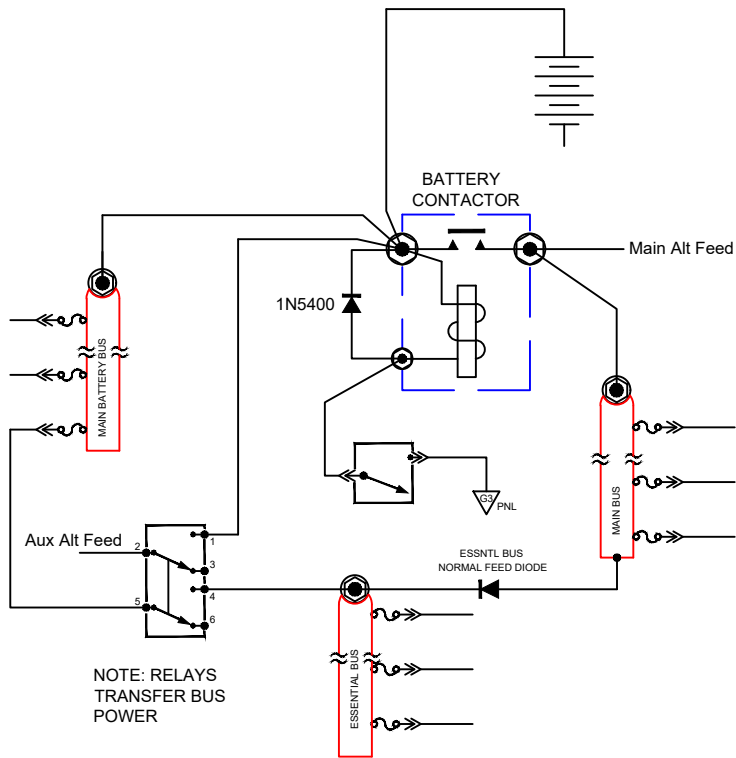 BATTERY
CONTACTOR
Main Alt Feed
1N5400
MAIN BATTERY BUS
MAIN BUS
G3
PNL
Aux Alt Feed
1
2
3
4
5
6
ESSNTL BUS
NORMAL FEED DIODE
ESSENTIAL BUS
NOTE: RELAYS
TRANSFER BUS
POWER